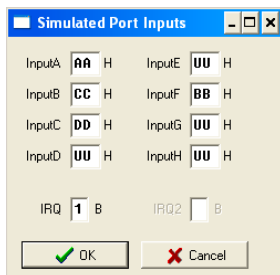 Simulated Port Inputs
InputA AA H InputE UU H
InputB CC H InputF BB H
InputC DD H InputG UU H
InputD UU H InputH UU H
IRQ 1 B IRQ2 B
OK Cancel